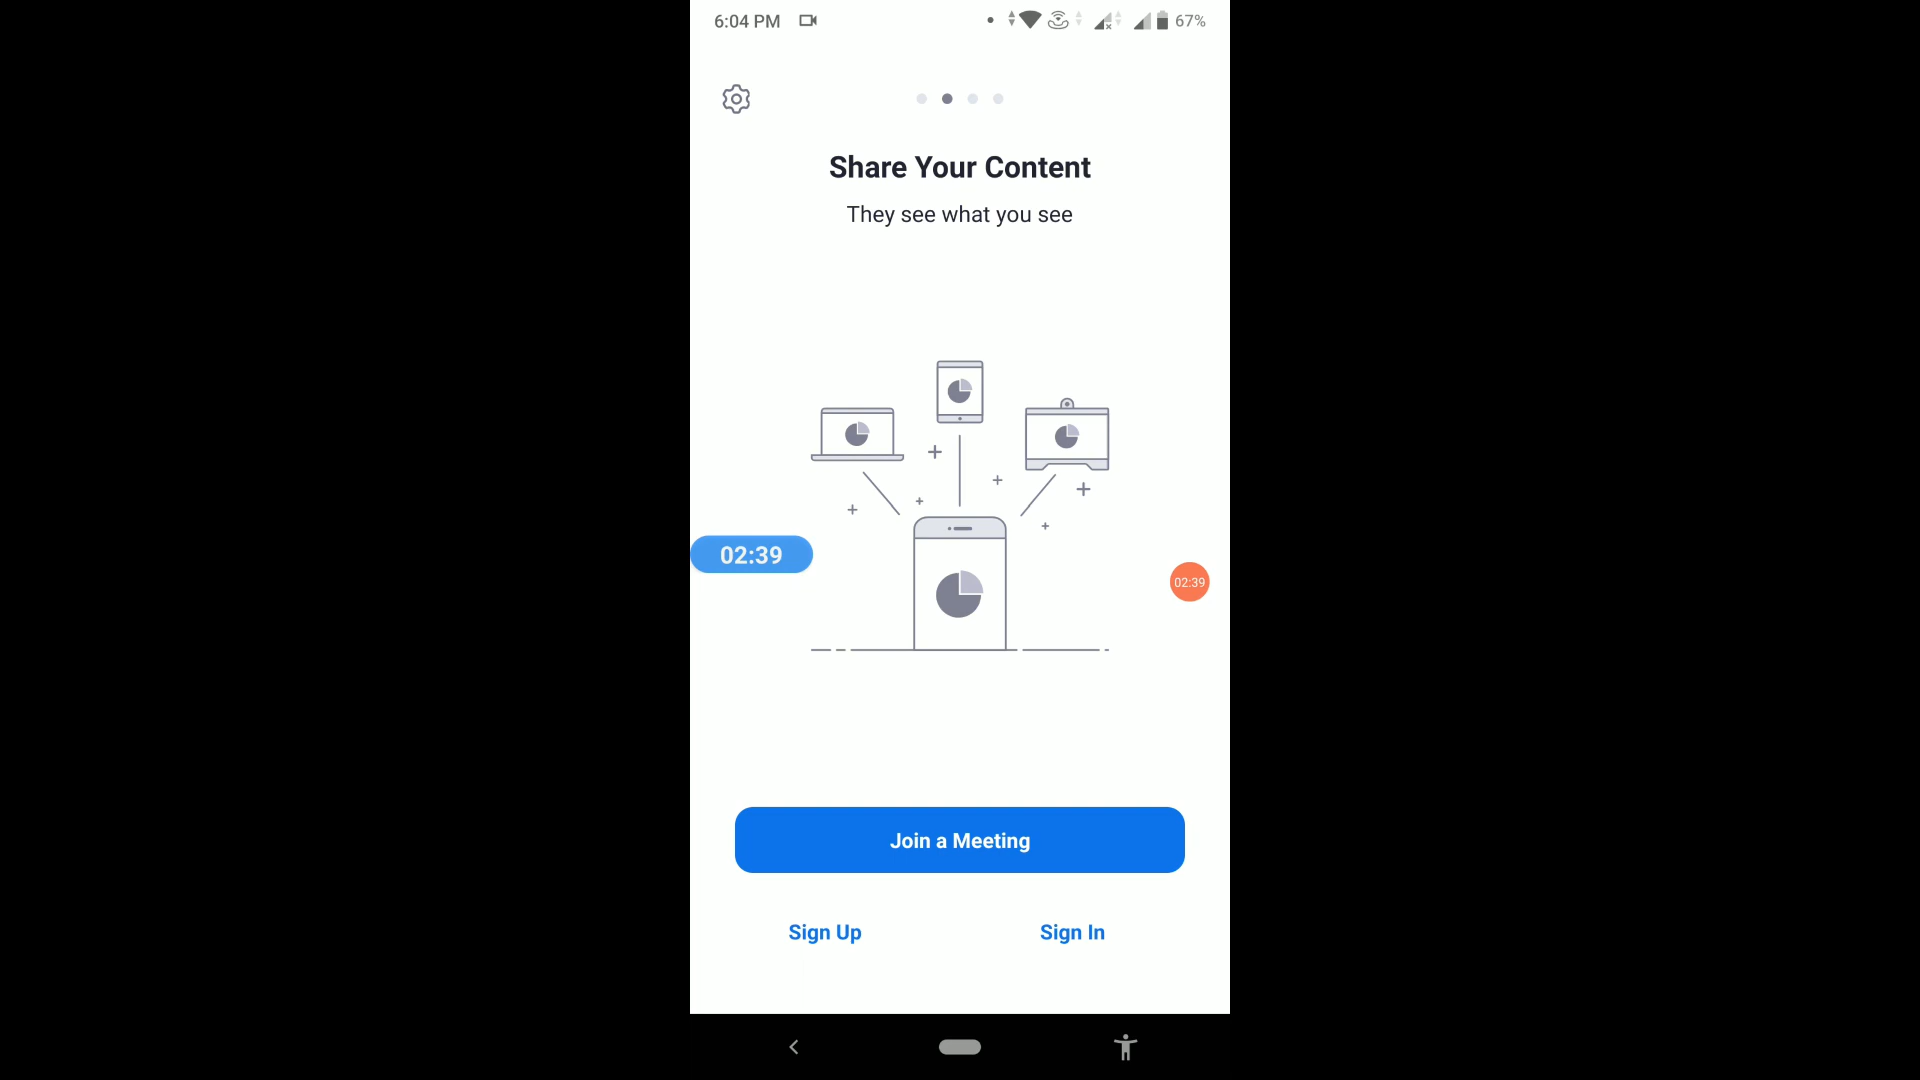 6:04 PM
67%
Share Your Content
They see what you see
02:39
02:39
Join a Meeting
Sign Up
Sign In